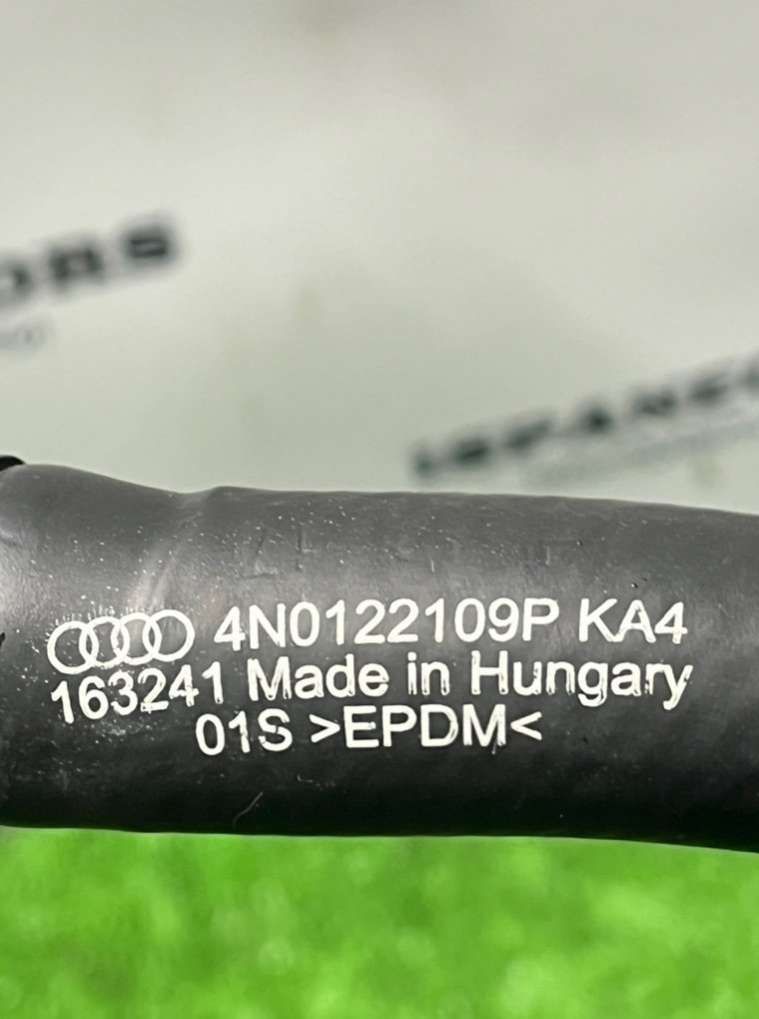 4N0122109P KA4
163241 Made in Hungary
01S >EPDM<